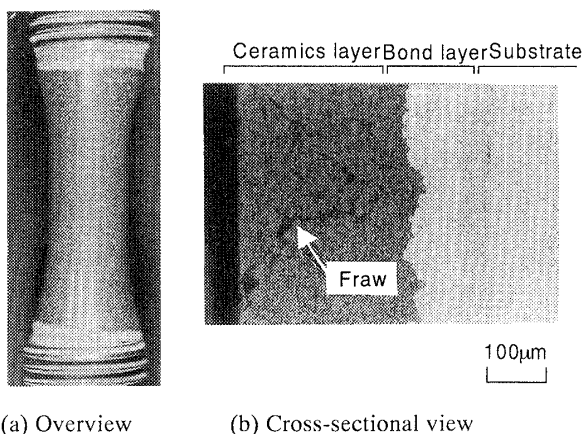 Ceramics layer Bond layer Substrate
Fraw
100μm
(a) Overview
(b) Cross-sectional view